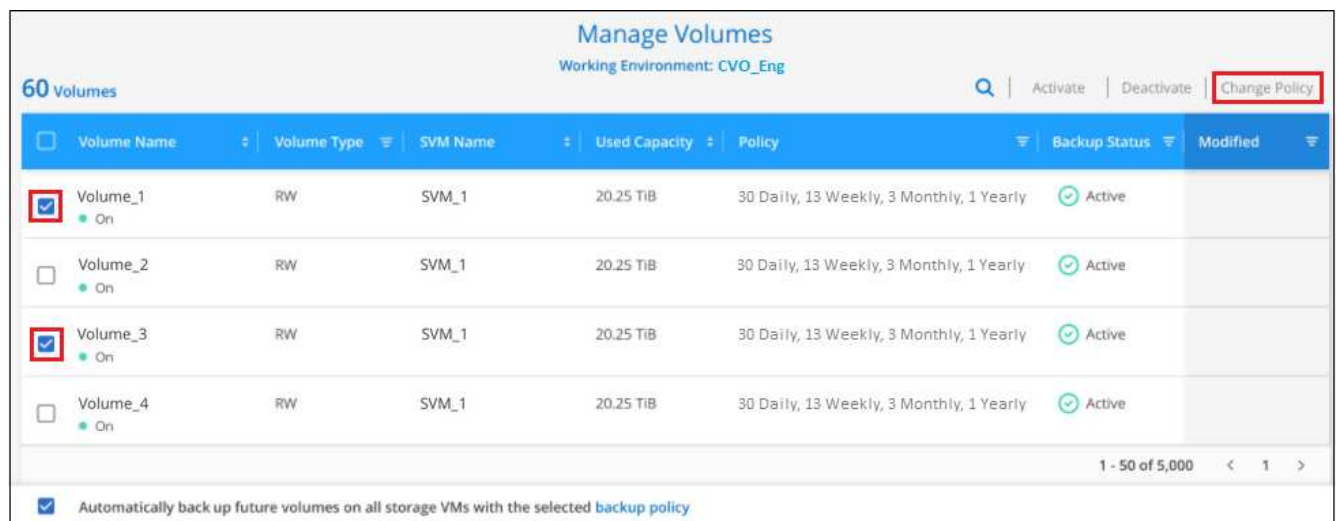 Manage Volumes
Working Environment: CVO_Eng
60 Volumes
Activate | Deactivate | Change Policy
Volume Name Volume Type SVM Name Used Capacity Policy Backup Status Modified
Volume_1 RW SVM_1 20.25 TiB 30 Daily, 13 Weekly, 3 Monthly, 1 Yearly Active
On
Volume_2 RW SVM_1 20.25 TiB 30 Daily, 13 Weekly, 3 Monthly, 1 Yearly Active
On
Volume_3 RW SVM_1 20.25 TiB 30 Daily, 13 Weekly, 3 Monthly, 1 Yearly Active
On
Volume_4 RW SVM_1 20.25 TiB 30 Daily, 13 Weekly, 3 Monthly, 1 Yearly Active
On
1 - 50 of 5,000 < 1 >
Automatically back up future volumes on all storage VMs with the selected backup policy